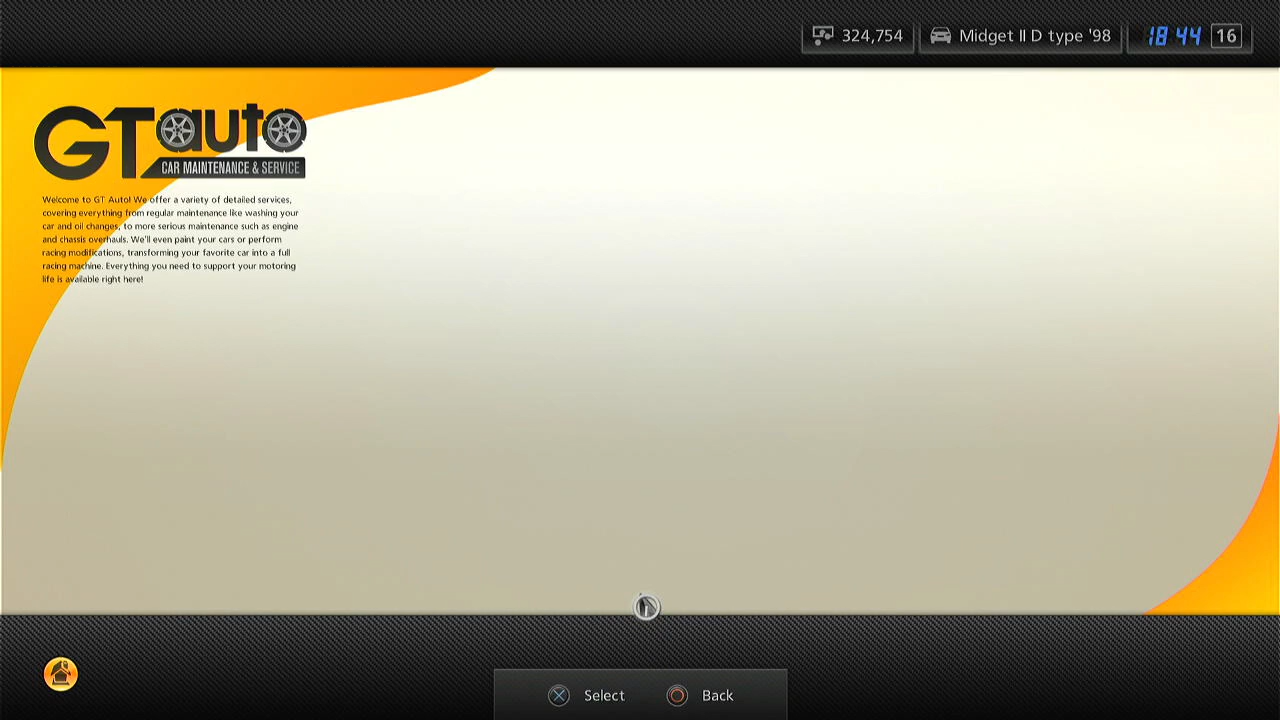 324,754
Midget II D type '98
18:44
16
GT auto
CAR MAINTENANCE & SERVICE
Welcome to GT Auto! We offer a variety of detailed services,
covering everything from regular maintenance like washing your
car and oil changes, to more serious maintenance such as engine
and chassis overhauls. We'll even paint your cars or perform
racing modifications, transforming your favorite car into a full
racing machine. Everything you need to support your motoring
life is available right here!
Select
Back